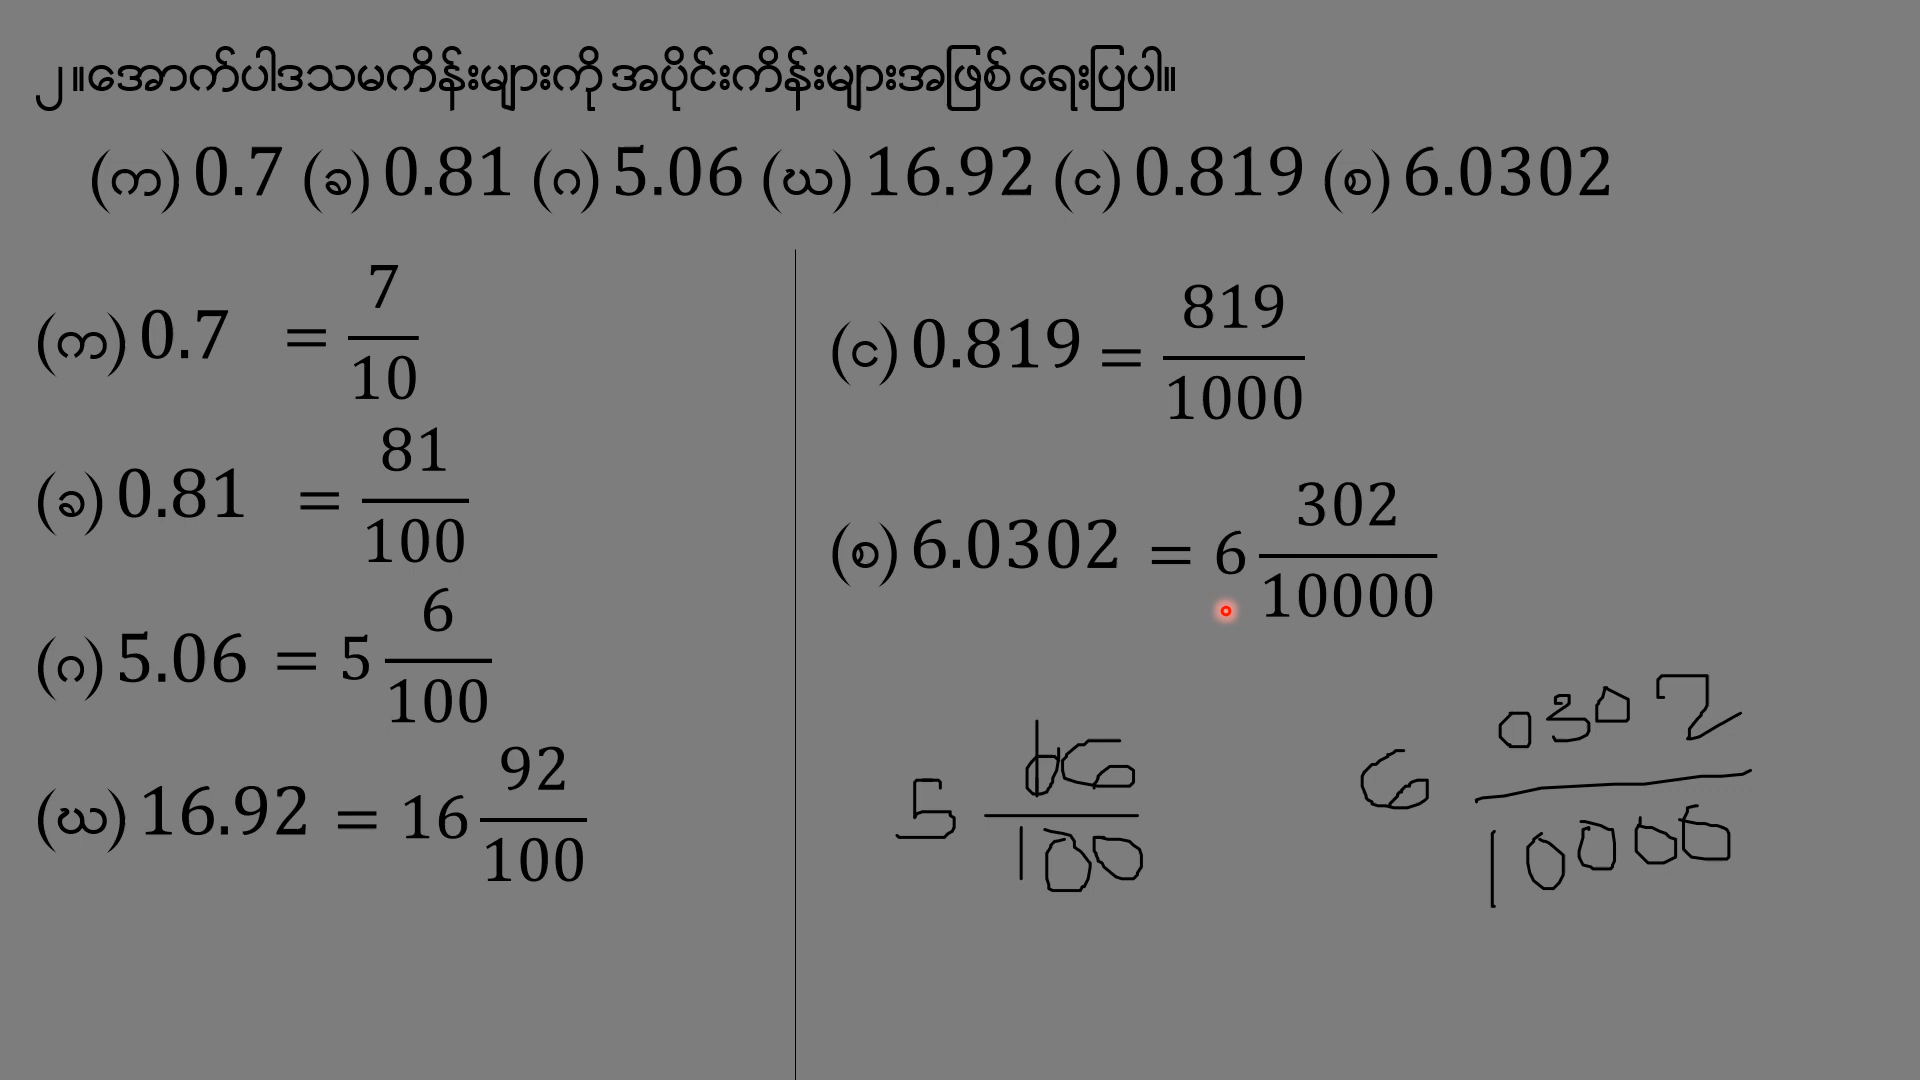 ၂။အောက်ပါဒသမကိန်းများကို အပိုင်းကိန်းများအဖြစ် ရေးပြပါ။
(က) 0.7 (ခ) 0.81 (ဂ) 5.06 (ဃ) 16.92 (င) 0.819 (စ) 6.0302
(က) 0.7 = 7/10
(ခ) 0.81 = 81/100
(ဂ) 5.06 = 5 6/100
(ဃ) 16.92 = 16 92/100
(င) 0.819 = 819/1000
(စ) 6.0302 = 6 302/10000
5 06/100
6 0302/10000